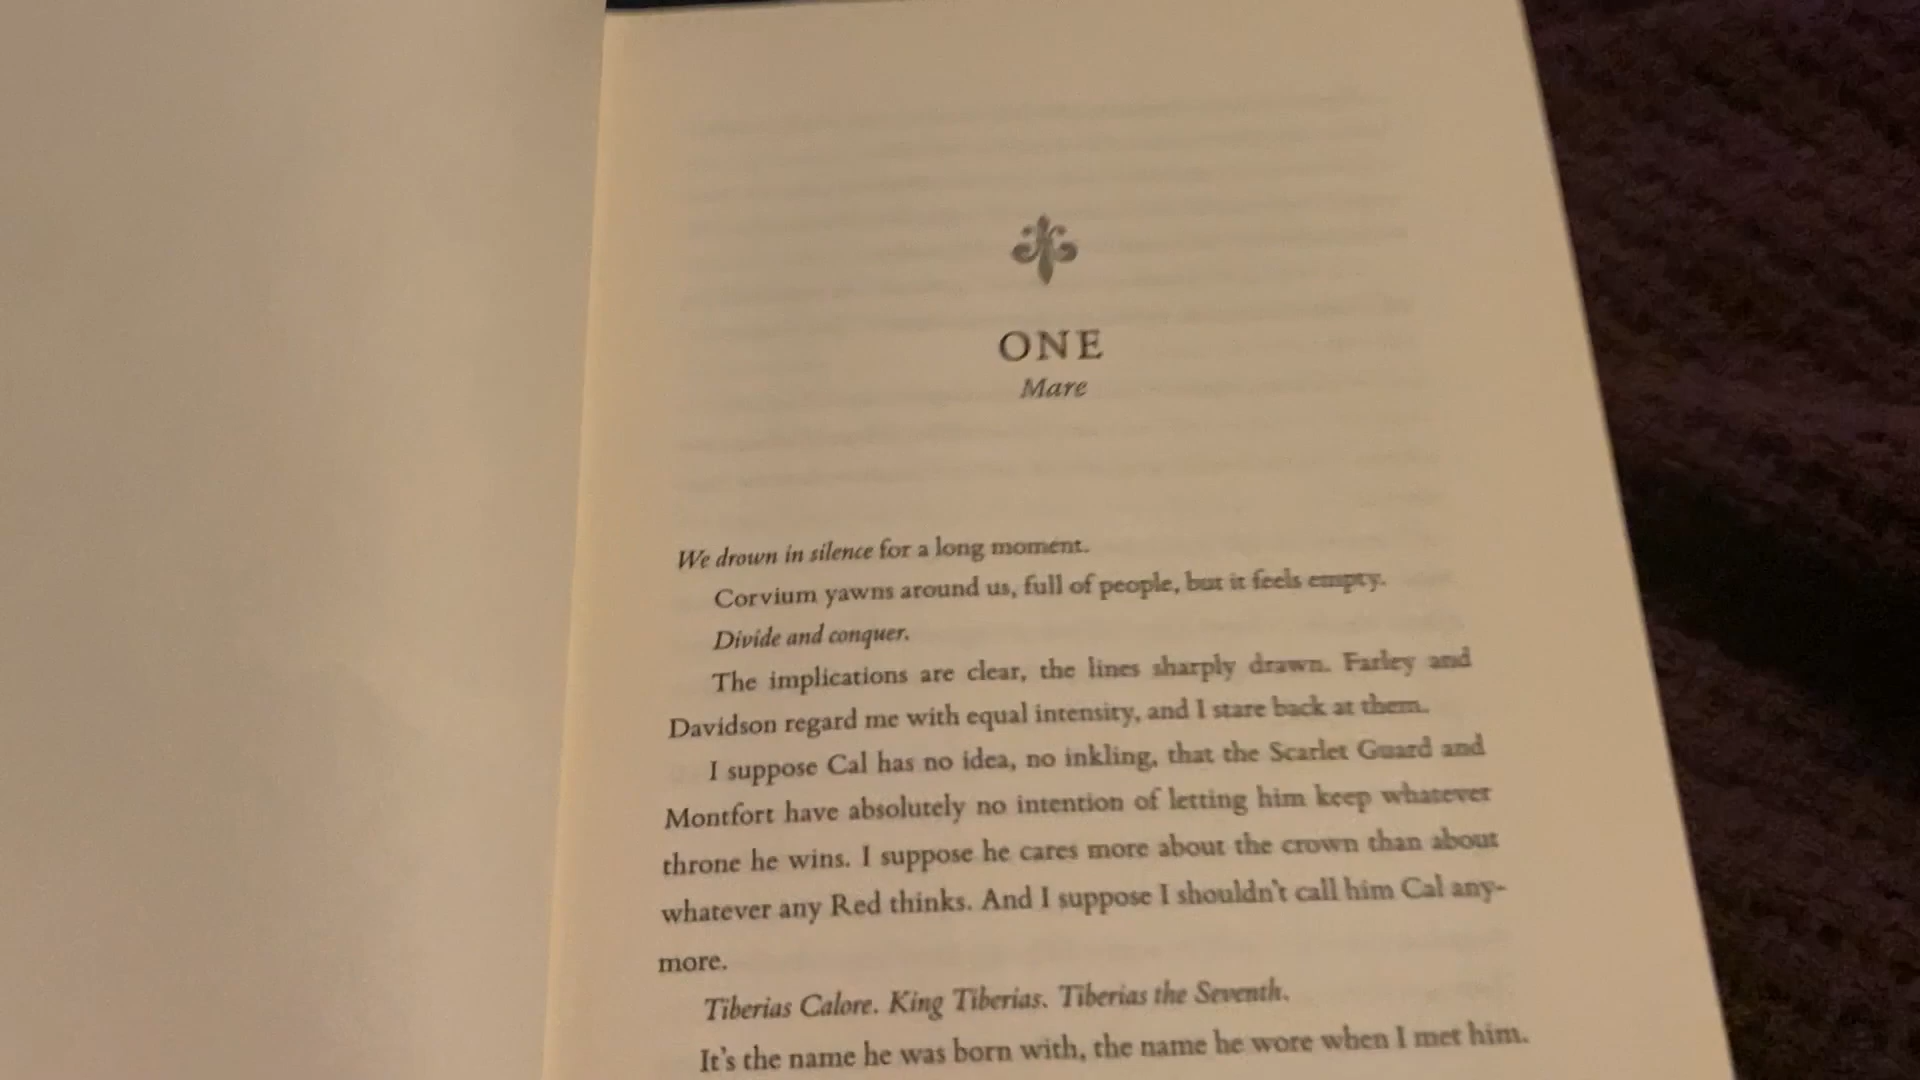 ONE
Mare
We drown in silence for a long moment.
Corvium yawns around us, full of people, but it feels empty.
Divide and conquer.
The implications are clear, the lines sharply drawn. Farley and
Davidson regard me with equal intensity, and I stare back at them.
I suppose Cal has no idea, no inkling, that the Scarlet Guard and
Montfort have absolutely no intention of letting him keep whatever
throne he wins. I suppose he cares more about the crown than about
whatever any Red thinks. And I suppose I shouldn't call him Cal any-
more.
Tiberias Calore. King Tiberias. Tiberias the Seventh.
It's the name he was born with, the name he wore when I met him.